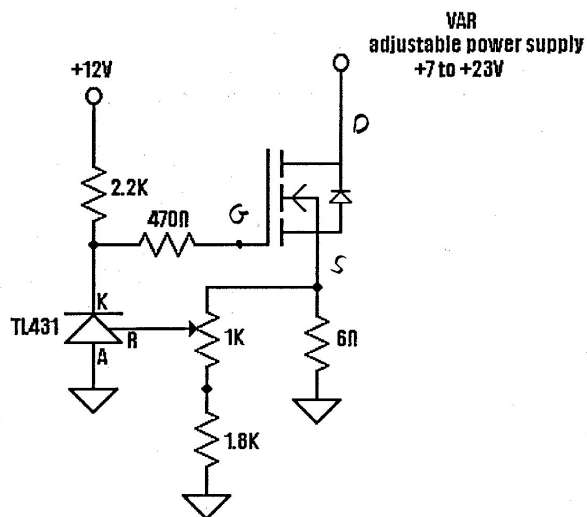 VAR
adjustable power supply
+7 to +23V
+12V
D
2.2K
470Ω
G
S
K
TL431
R
A
1K
6Ω
1.8K